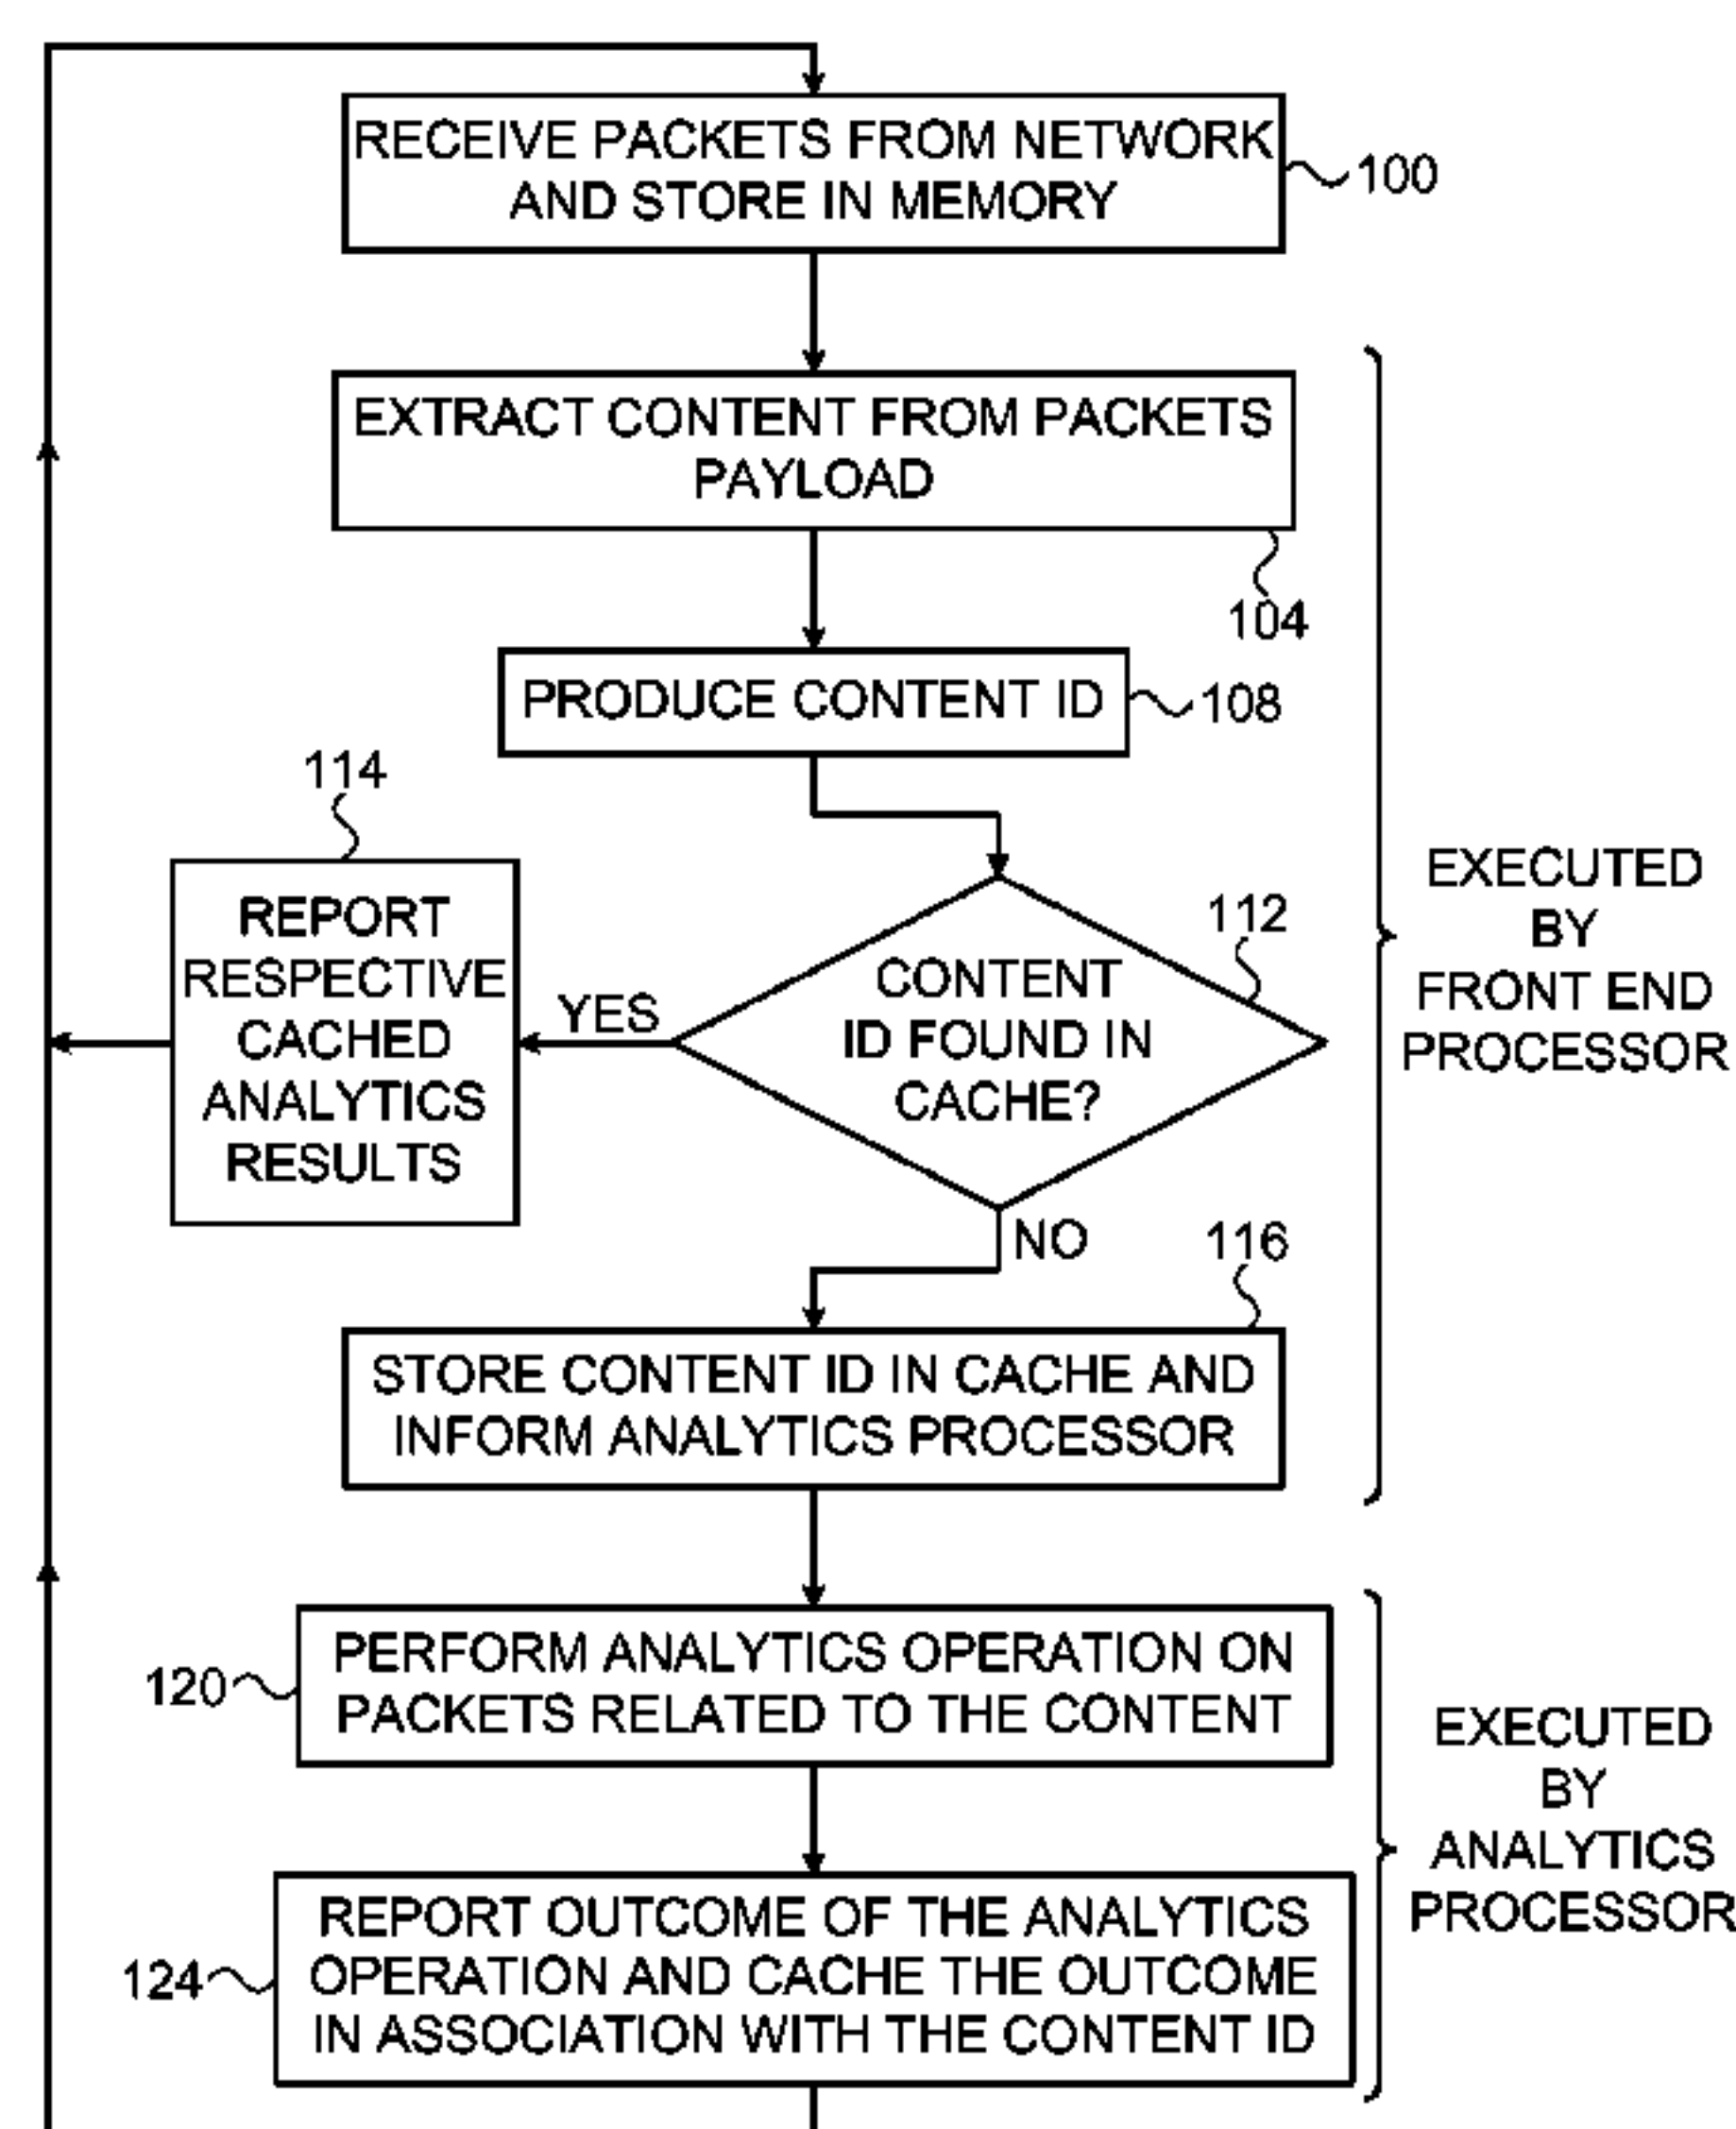 RECEIVE PACKETS FROM NETWORK
AND STORE IN MEMORY
100
EXTRACT CONTENT FROM PACKETS
PAYLOAD
104
PRODUCE CONTENT ID
108
114
REPORT
RESPECTIVE
CACHED
ANALYTICS
RESULTS
YES
112
CONTENT
ID FOUND IN
CACHE?
NO
EXECUTED
BY
FRONT END
PROCESSOR
116
STORE CONTENT ID IN CACHE AND
INFORM ANALYTICS PROCESSOR
120
PERFORM ANALYTICS OPERATION ON
PACKETS RELATED TO THE CONTENT
EXECUTED
BY
ANALYTICS
PROCESSOR
124
REPORT OUTCOME OF THE ANALYTICS
OPERATION AND CACHE THE OUTCOME
IN ASSOCIATION WITH THE CONTENT ID